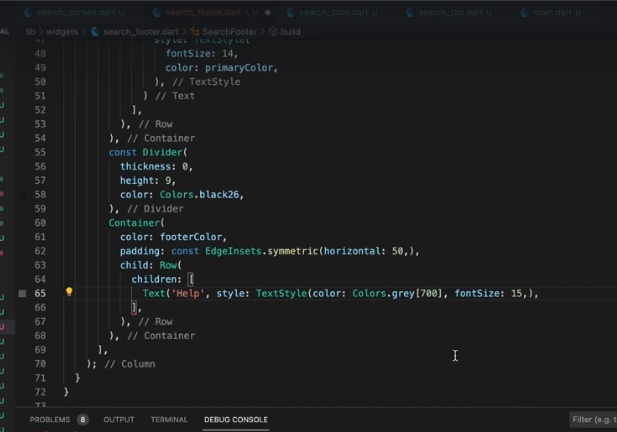 search_screen.dart U search_footer.dart 1, U search_tabs.dart U search_tab.dart U main.dart U
lib > widgets > search_footer.dart > SearchFooter > build
47 style: TextStyle(
48 fontSize: 14,
49 color: primaryColor,
50 ), // TextStyle
51 ) // Text
52 ],
53 ), // Row
54 ), // Container
55 const Divider(
56 thickness: 0,
57 height: 9,
58 color: Colors.black26,
59 ), // Divider
60 Container(
61 color: footerColor,
62 padding: const EdgeInsets.symmetric(horizontal: 50,),
63 child: Row(
64 children: [
65 Text('Help', style: TextStyle(color: Colors.grey[700], fontSize: 15,),
66 ],
67 ), // Row
68 ), // Container
69 ],
70 ); // Column
71 }
72 }
73
PROBLEMS 8 OUTPUT TERMINAL DEBUG CONSOLE Filter (e.g. t